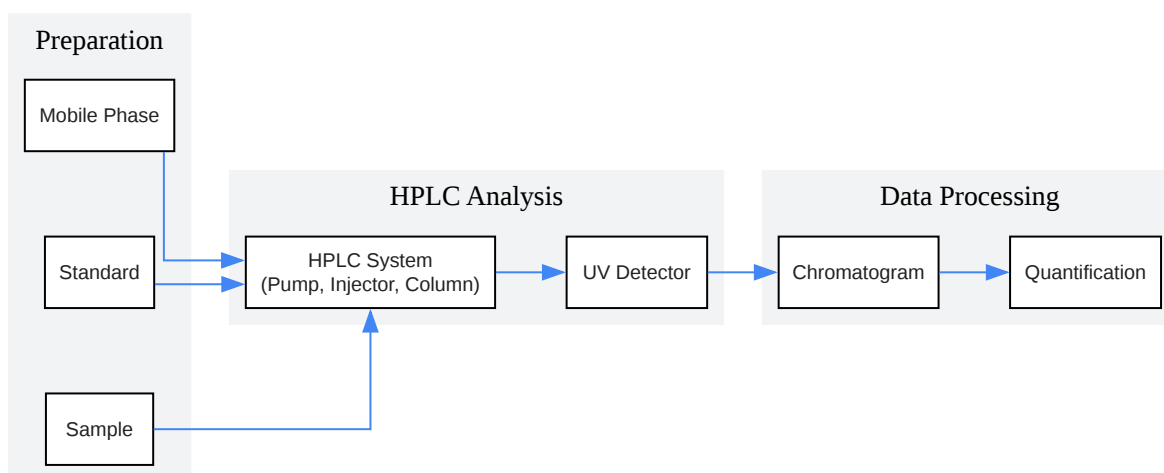 Preparation
Mobile Phase
Standard
Sample
HPLC Analysis
HPLC System
(Pump, Injector, Column)
UV Detector
Data Processing
Chromatogram
Quantification